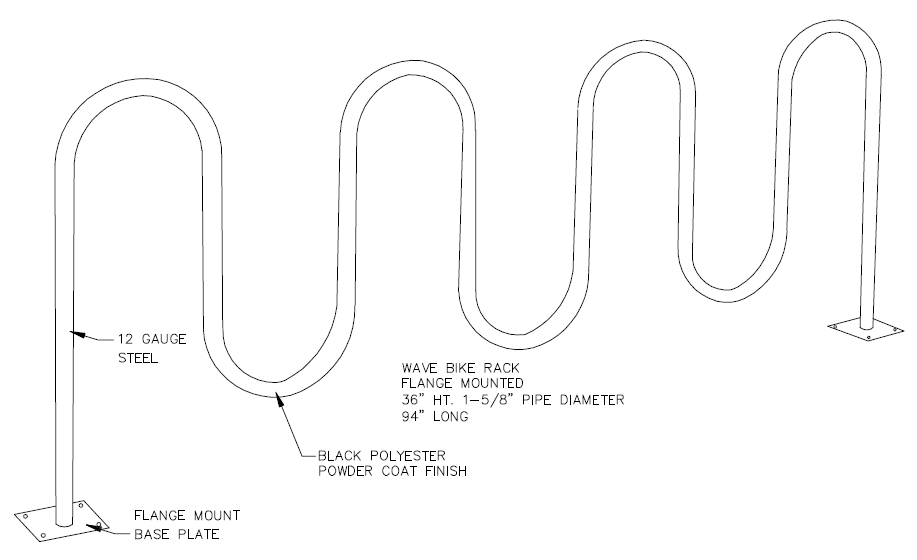 12 GAUGE
STEEL
WAVE BIKE RACK
FLANGE MOUNTED
36" HT. 1-5/8" PIPE DIAMETER
94" LONG
BLACK POLYESTER
POWDER COAT FINISH
FLANGE MOUNT
BASE PLATE